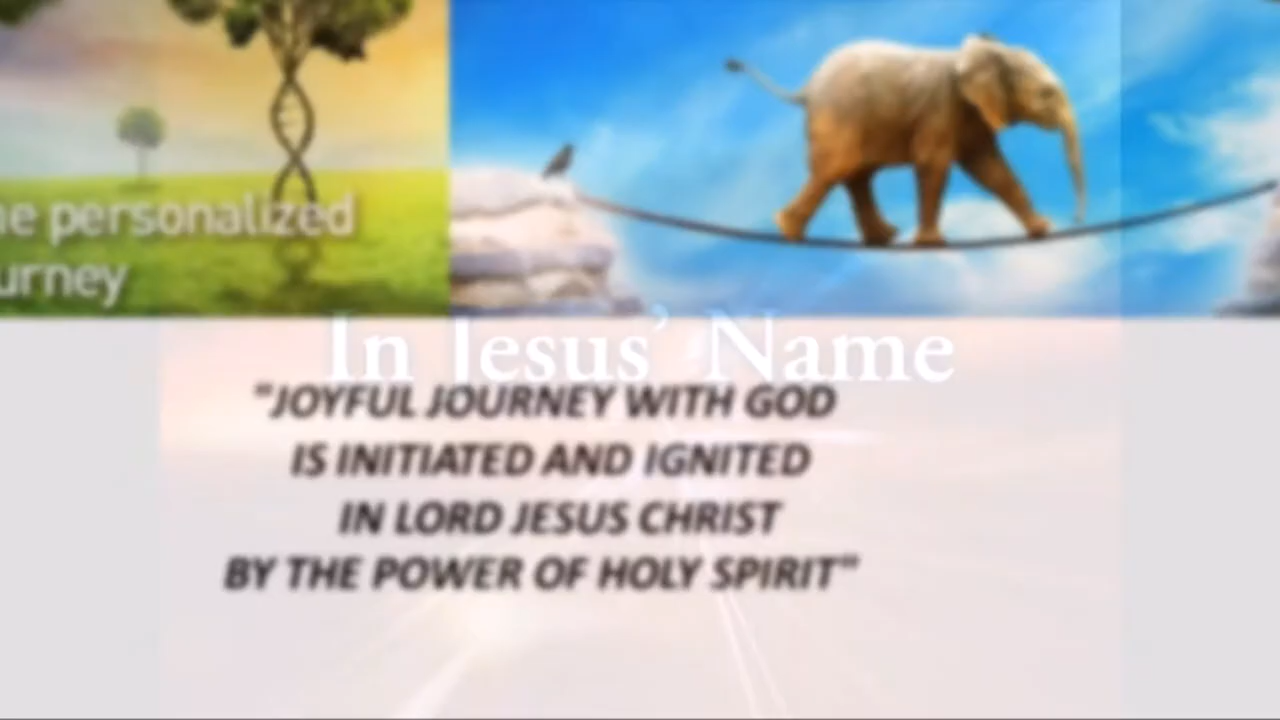 he personalized
urney
In Jesus' Name
"JOYFUL JOURNEY WITH GOD
IS INITIATED AND IGNITED
IN LORD JESUS CHRIST
BY THE POWER OF HOLY SPIRIT"